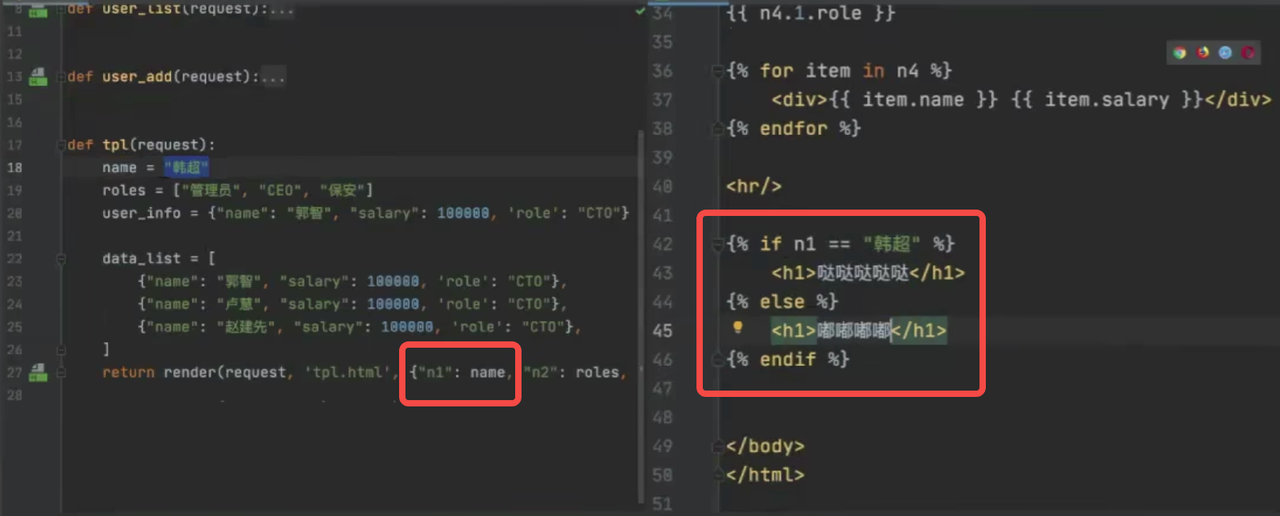 8 def user_list(request):...
11
12
13 def user_add(request):...
15
16
17 def tpl(request):
18 name = "韩超"
19 roles = ["管理员", "CEO", "保安"]
20 user_info = {"name": "郭智", "salary": 100000, 'role': "CTO"}
21
22 data_list = [
23 {"name": "郭智", "salary": 100000, 'role': "CTO"},
24 {"name": "卢慧", "salary": 100000, 'role': "CTO"},
25 {"name": "赵建先", "salary": 100000, 'role': "CTO"},
26 ]
27 return render(request, 'tpl.html', {"n1": name, "n2": roles, '
28
34 {{ n4.1.role }}
35
36 {% for item in n4 %}
37 <div>{{ item.name }} {{ item.salary }}</div>
38 {% endfor %}
39
40 <hr/>
41
42 {% if n1 == "韩超" %}
43 <h1>哒哒哒哒哒</h1>
44 {% else %}
45 <h1>嘟嘟嘟嘟</h1>
46 {% endif %}
47
48
49 </body>
50 </html>
51